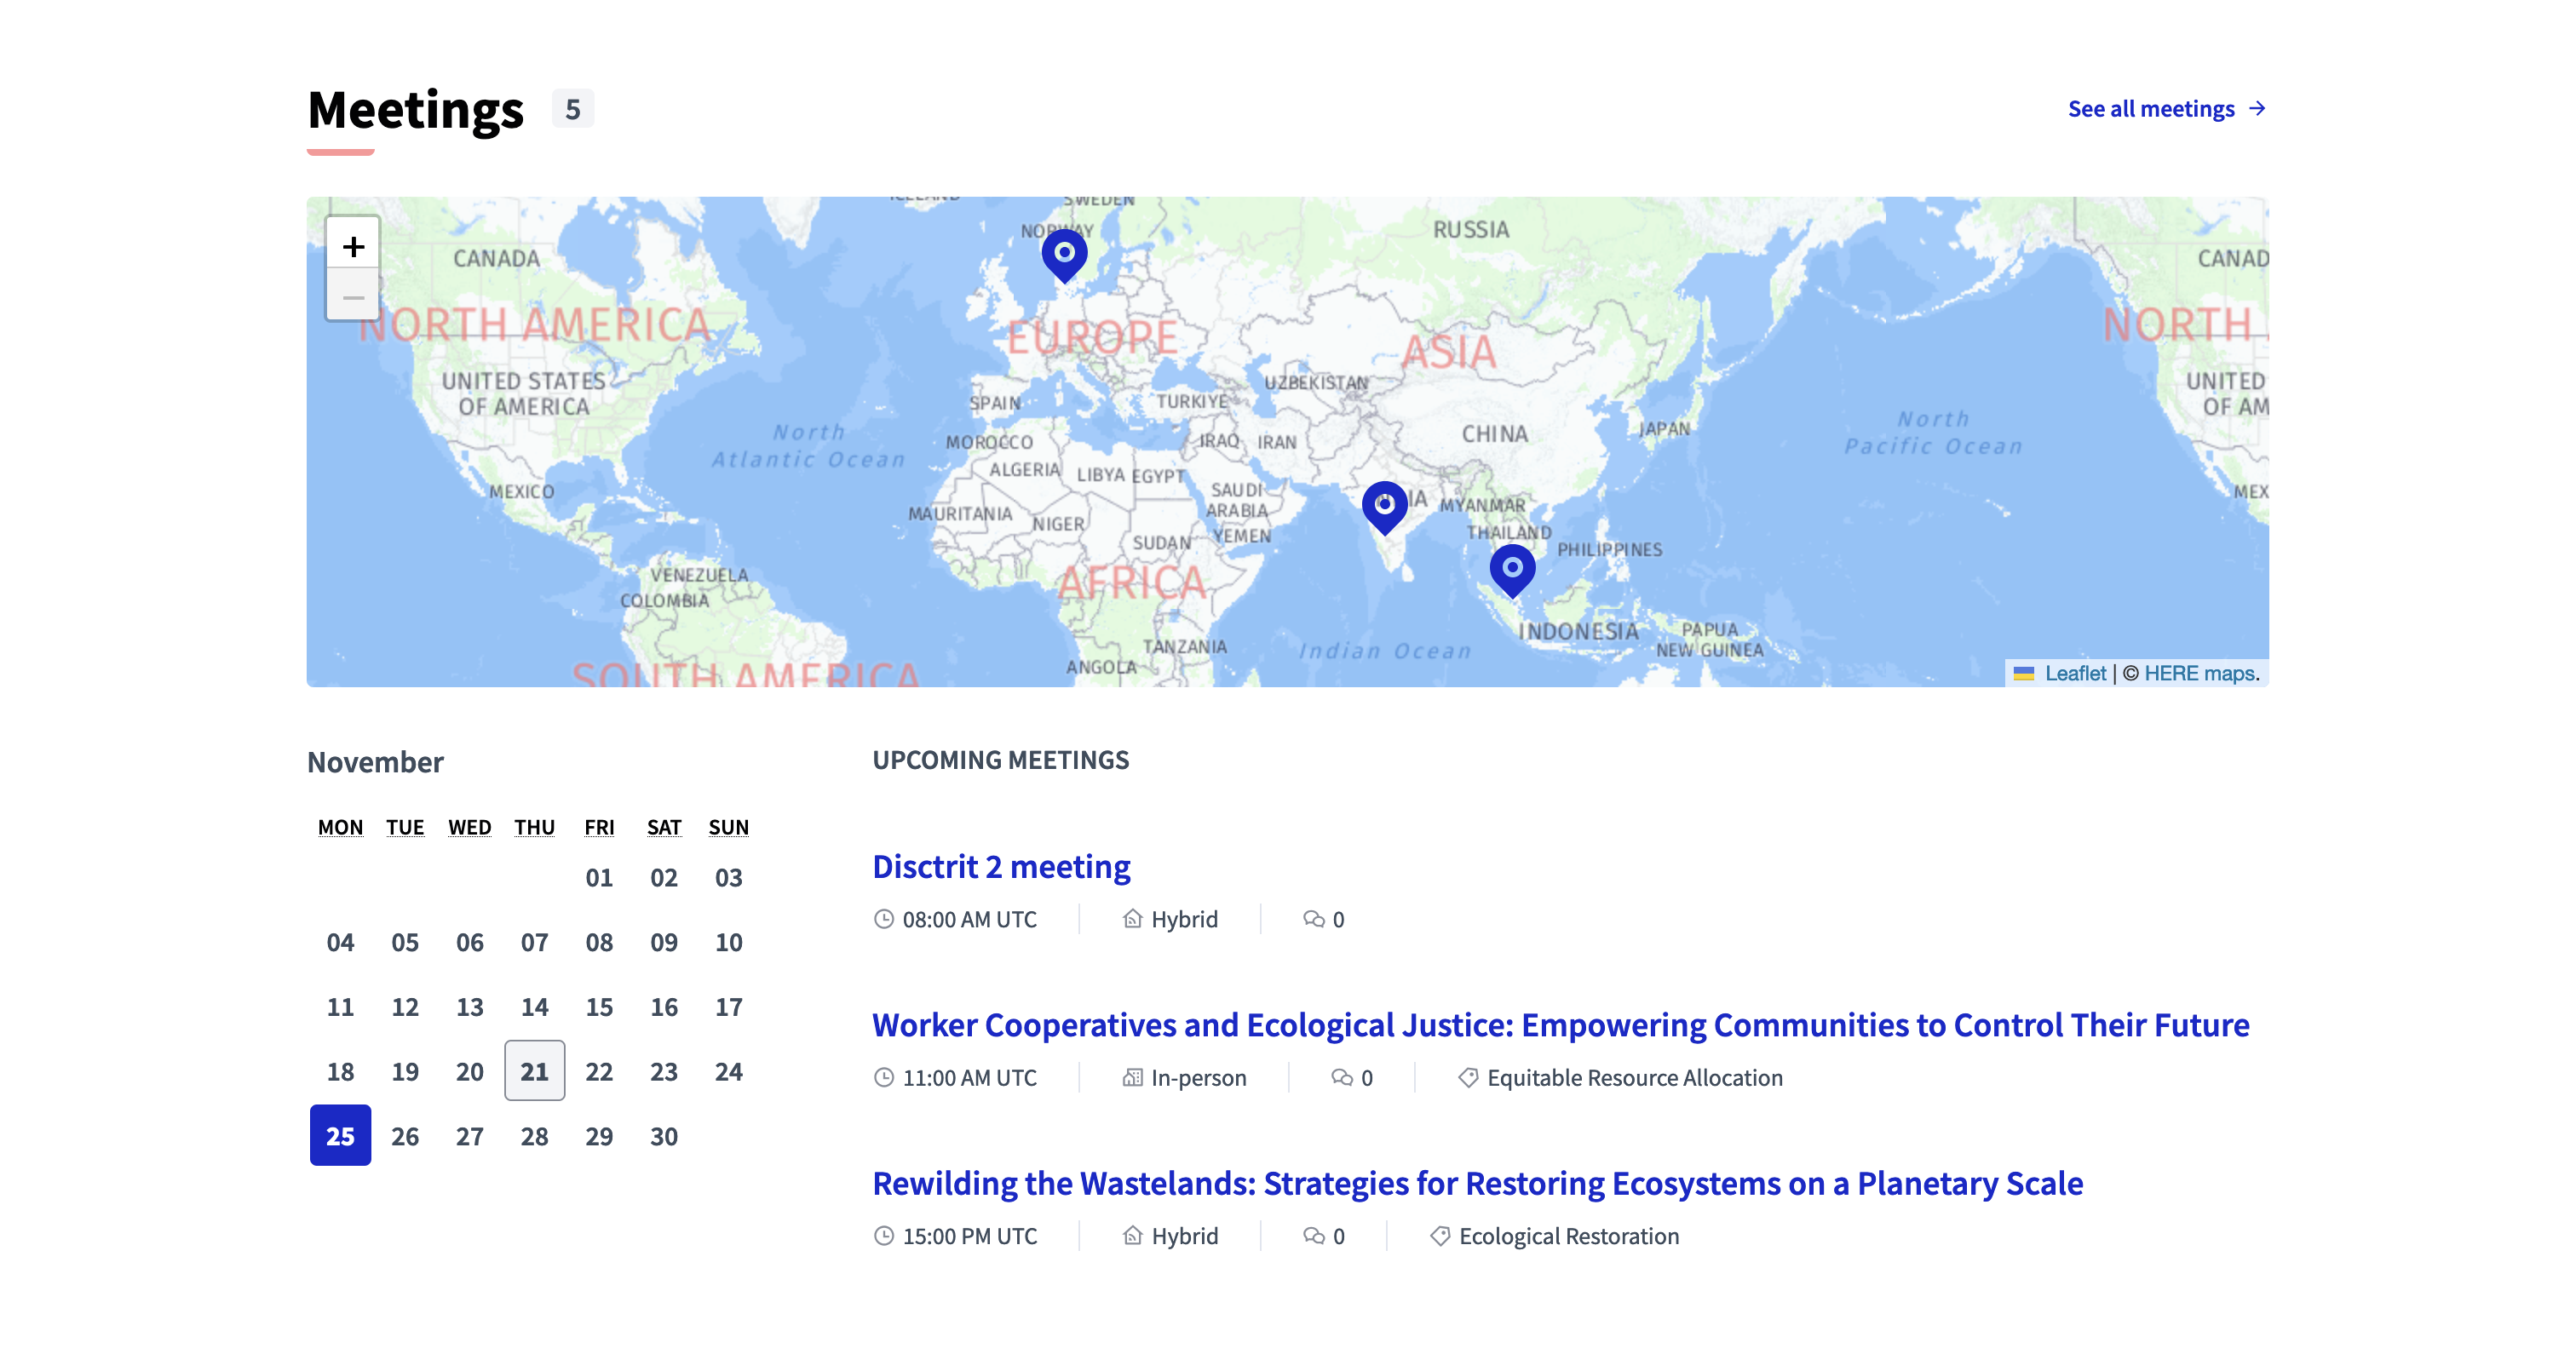 Meetings 5
See all meetings →
+
−
ICELAND
SWEDEN
NORWAY
RUSSIA
CANADA
CANAD
NORTH AMERICA
EUROPE
ASIA
NORTH
UNITED STATES
OF AMERICA
UNITED
OF AM
SPAIN
TURKIYE
UZBEKISTAN
North
Atlantic Ocean
MOROCCO
IRAQ
IRAN
CHINA
JAPAN
North
Pacific Ocean
ALGERIA
LIBYA
EGYPT
MEXICO
SAUDI
ARABIA
IA
MYANMAR
MEX
MAURITANIA
NIGER
SUDAN
YEMEN
THAILAND
PHILIPPINES
VENEZUELA
COLOMBIA
AFRICA
INDONESIA
PAPUA
NEW GUINEA
TANZANIA
Indian Ocean
ANGOLA
SOUTH AMERICA
Leaflet | © HERE maps.
November
MON TUE WED THU FRI SAT SUN
01 02 03
04 05 06 07 08 09 10
11 12 13 14 15 16 17
18 19 20 21 22 23 24
25 26 27 28 29 30
UPCOMING MEETINGS
Disctrit 2 meeting
08:00 AM UTC Hybrid 0
Worker Cooperatives and Ecological Justice: Empowering Communities to Control Their Future
11:00 AM UTC In-person 0 Equitable Resource Allocation
Rewilding the Wastelands: Strategies for Restoring Ecosystems on a Planetary Scale
15:00 PM UTC Hybrid 0 Ecological Restoration